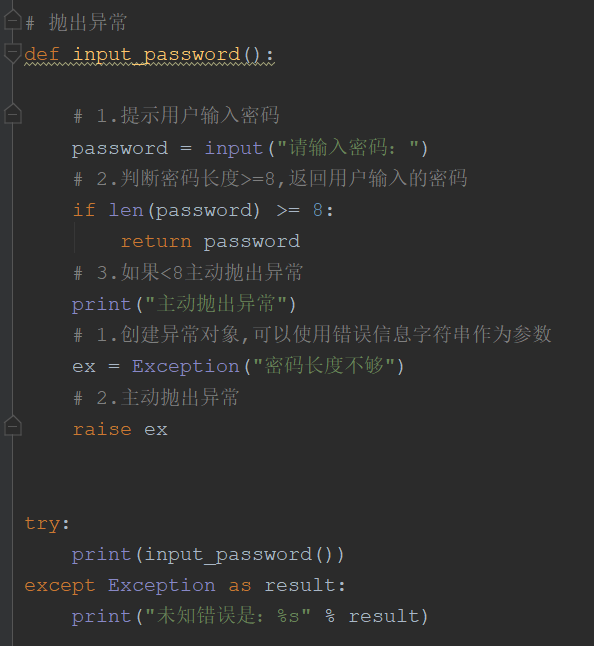 # 抛出异常
def input_password():
# 1.提示用户输入密码
password = input("请输入密码：")
# 2.判断密码长度>=8,返回用户输入的密码
if len(password) >= 8:
return password
# 3.如果<8主动抛出异常
print("主动抛出异常")
# 1.创建异常对象,可以使用错误信息字符串作为参数
ex = Exception("密码长度不够")
# 2.主动抛出异常
raise ex
try:
print(input_password())
except Exception as result:
print("未知错误是：%s" % result)